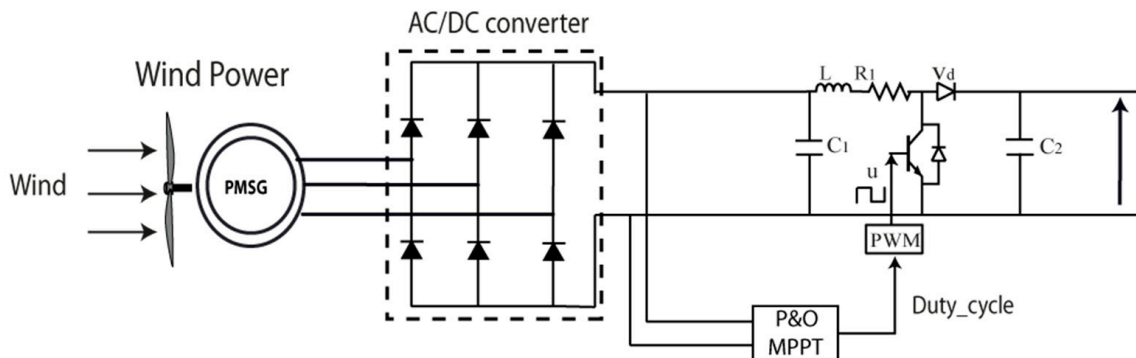 AC/DC converter
Wind Power
Wind
PMSG
L
R1
Vd
C1
u
C2
PWM
Duty_cycle
P&O
MPPT